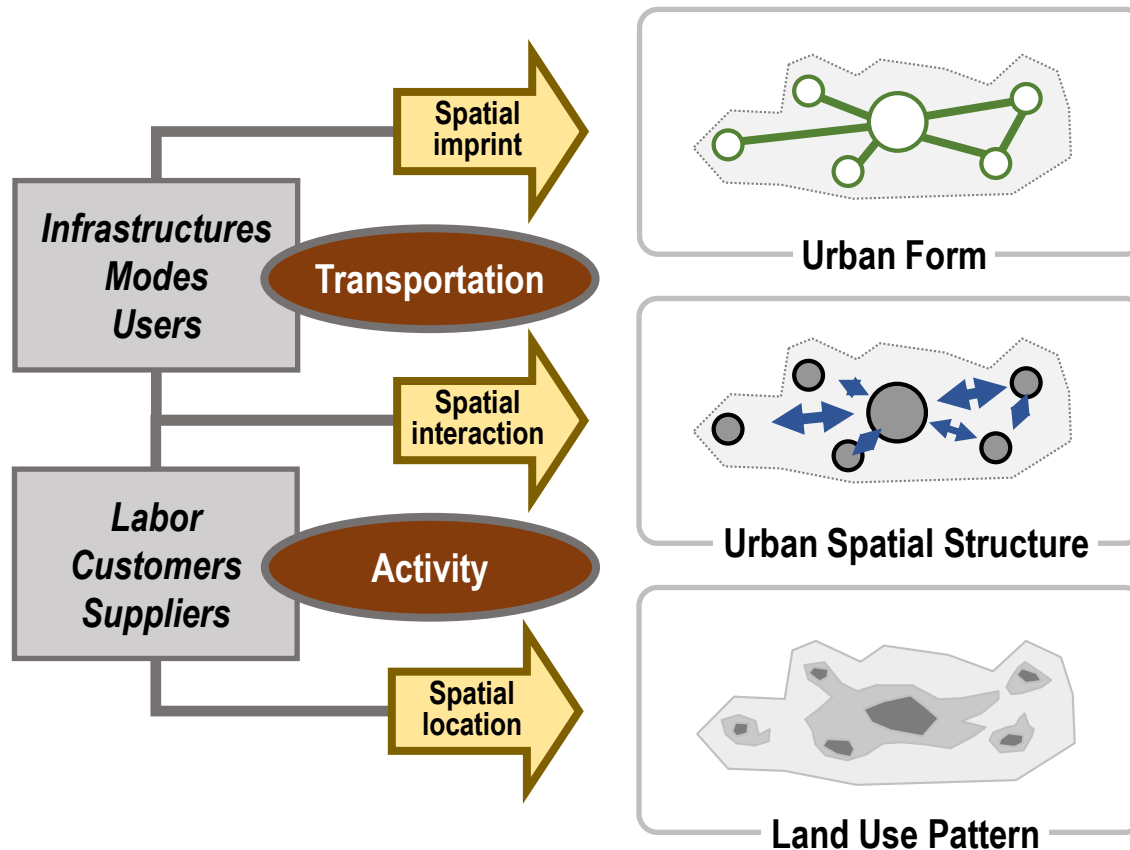 Spatial
imprint
Infrastructures
Modes
Users
Transportation
Urban Form
Spatial
interaction
Urban Spatial Structure
Labor
Customers
Suppliers
Activity
Spatial
location
Land Use Pattern